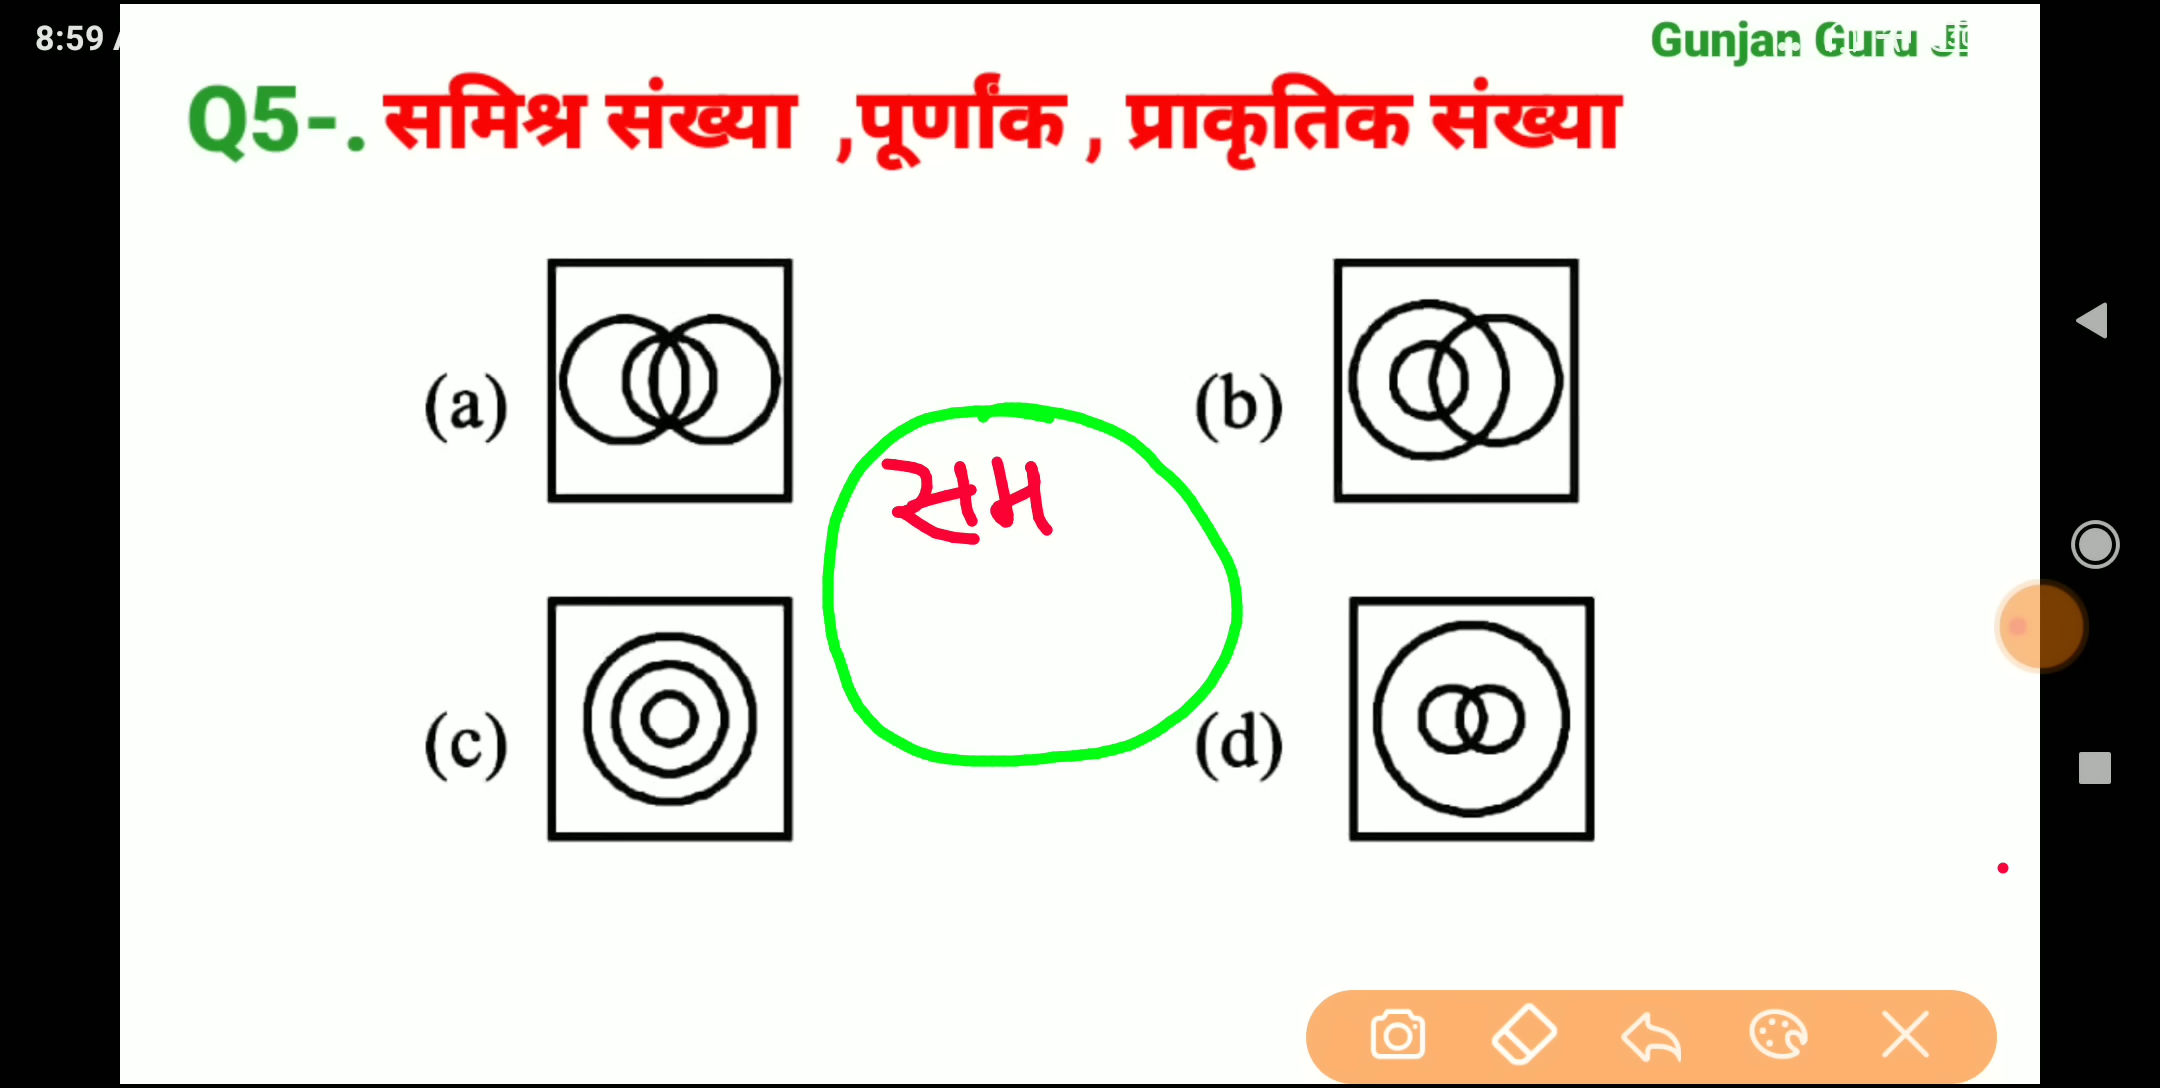 8:59
Gunjan Guru Ji
Q5-. समिश्र संख्या ,पूर्णांक , प्राकृतिक संख्या
(a)
(b)
सम
(c)
(d)